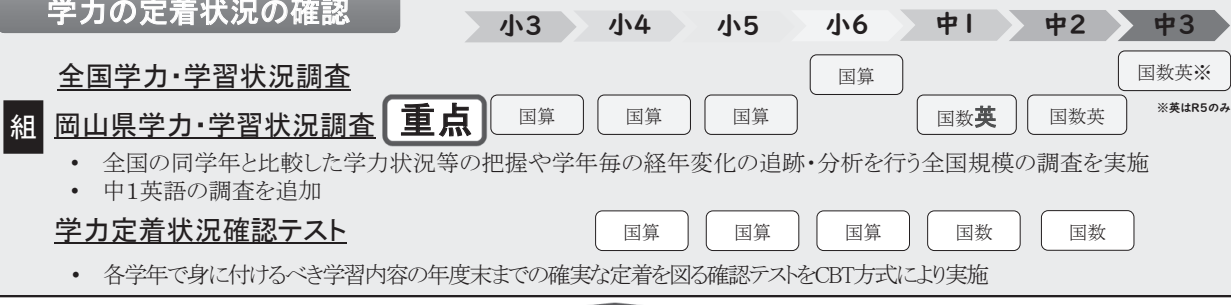 学力の定着状況の確認
小3 小4 小5 小6 中1 中2 中3
全国学力・学習状況調査 国算 国数英※
※英はR5のみ
組 岡山県学力・学習状況調査 重点 国算 国算 国算 国数英 国数英
• 全国の同学年と比較した学力状況等の把握や学年毎の経年変化の追跡・分析を行う全国規模の調査を実施
• 中1英語の調査を追加
学力定着状況確認テスト 国算 国算 国算 国数 国数
• 各学年で身に付けるべき学習内容の年度末までの確実な定着を図る確認テストをCBT方式により実施